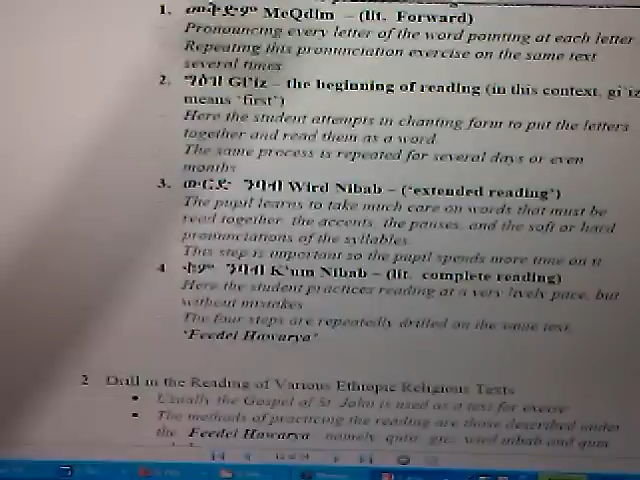 1. መቅድም MeQdim – (lit. Forward)
Pronouncing every letter of the word pointing at each letter
Repeating this pronunciation exercise on the same text
several times
2. ግዕዝ Gi'iz – the beginning of reading (in this context, gi'iz
means 'first')
Here the student attempts in chanting form to put the letters
together and read them as a word
The same process is repeated for several days or even
months
3. ውርድ ንባብ Wird Nibab – ('extended reading')
The pupil learns to take much care on words that must be
read together, the accents, the pauses, and the soft or hard
pronunciations of the syllables
This step is important so the pupil spends more time on it
4 ቁም ንባብ K'um Nibab – (lit. complete reading)
Here the student practices reading at a very lively pace, but
without mistakes
The four steps are repeatedly drilled on the same text
'Feedel Hawarya'
2 Drill in the Reading of Various Ethiopic Religious Texts
• Usually the Gospel of St. John is used as a text for
• The methods of practicing the reading are those described under
the Feedel Hawarya namely wird nibab and qum